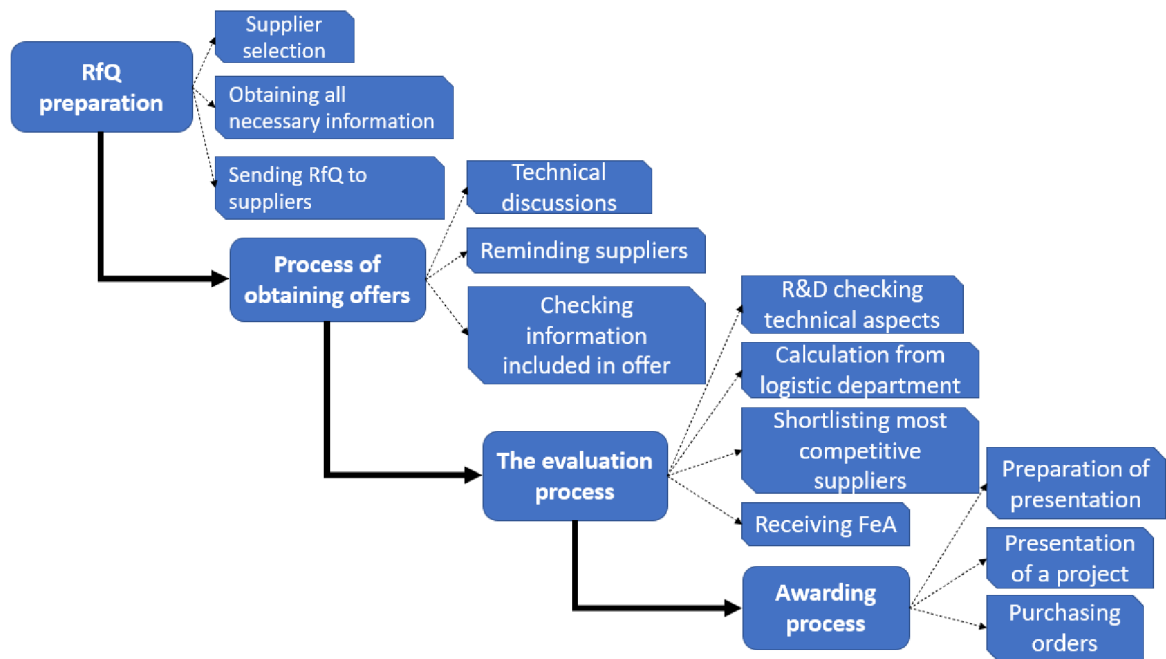 Supplier
selection
RfQ
preparation
Obtaining all
necessary information
Sending RfQ to
suppliers
Technical
discussions
Reminding suppliers
Process of
obtaining offers
Checking
information
included in offer
R&D checking
technical aspects
Calculation from
logistic department
Shortlisting most
competitive
suppliers
The evaluation
process
Receiving FeA
Preparation of
presentation
Presentation
of a project
Awarding
process
Purchasing
orders